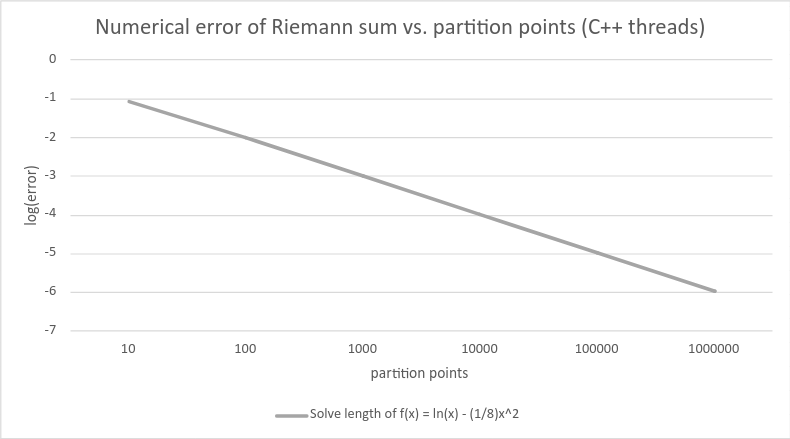 Numerical error of Riemann sum vs. partition points (C++ threads)
0
-1
-2
-3
-4
-5
-6
-7
log(error)
10 100 1000 10000 100000 1000000
partition points
Solve length of f(x) = ln(x) - (1/8)x^2